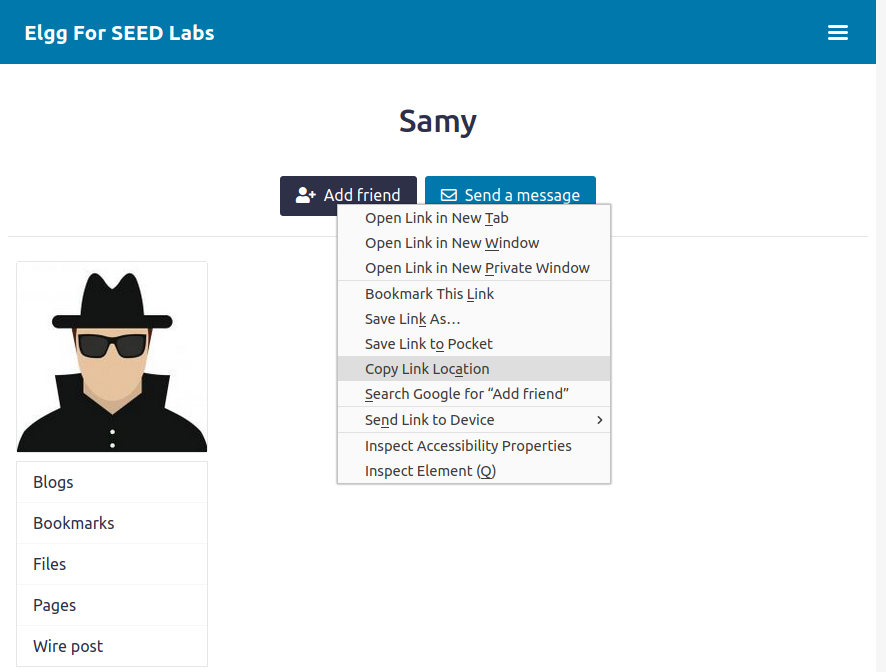 Elgg For SEED Labs
Samy
Add friend
Send a message
Open Link in New Tab
Open Link in New Window
Open Link in New Private Window
Bookmark This Link
Save Link As…
Save Link to Pocket
Copy Link Location
Search Google for “Add friend”
Send Link to Device
Inspect Accessibility Properties
Inspect Element (Q)
Blogs
Bookmarks
Files
Pages
Wire post